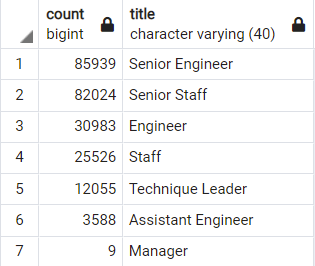 count title
bigint character varying (40)
1 85939 Senior Engineer
2 82024 Senior Staff
3 30983 Engineer
4 25526 Staff
5 12055 Technique Leader
6 3588 Assistant Engineer
7 9 Manager